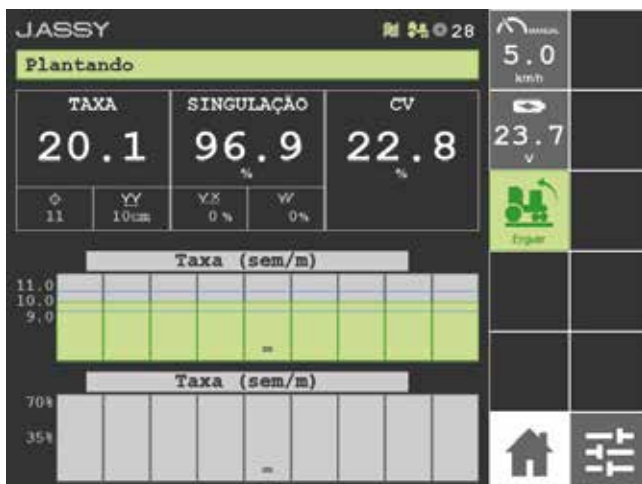 JASSY
28
Plantando
TAXA
20.1
11
10cm
SINGULAÇÃO
96.9
%
0 %
0%
CV
22.8
%
Taxa (sem/m)
11.0
10.0
9.0
Taxa (sem/m)
70%
35%
MANUAL
5.0
km/h
23.7
V
Erguer